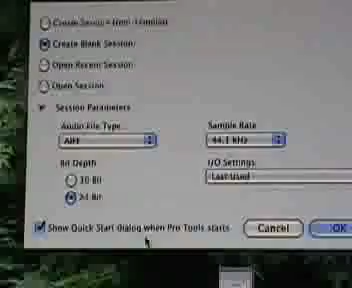 Create Session from Template
Create Blank Session
Open Recent Session
Open Session
Session Parameters
Audio File Type...
Sample Rate
AIFF
44.1 kHz
Bit Depth
I/O Settings:
16 Bit
Last Used
24 Bit
Show Quick Start dialog when Pro Tools starts
Cancel
OK